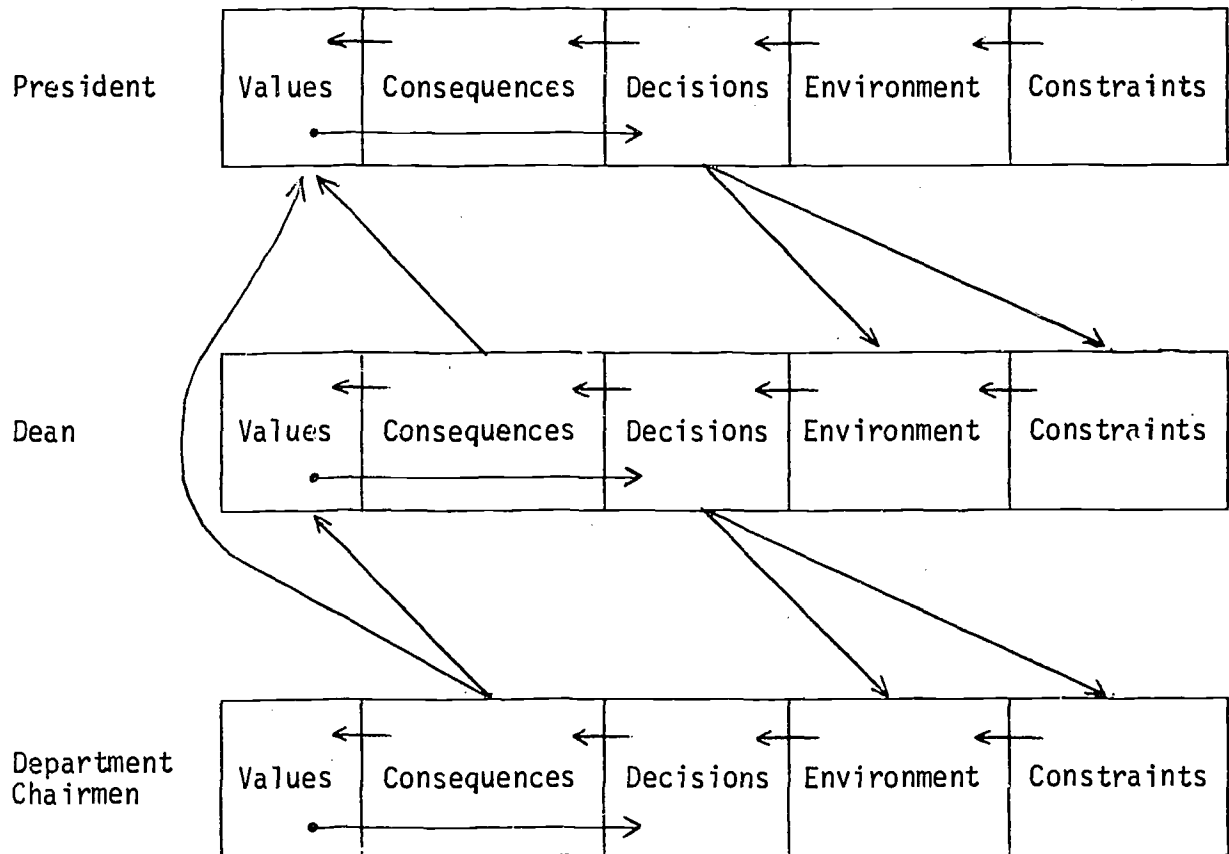 President Values Consequences Decisions Environment Constraints
Dean Values Consequences Decisions Environment Constraints
Department
Chairmen
Values Consequences Decisions Environment Constraints